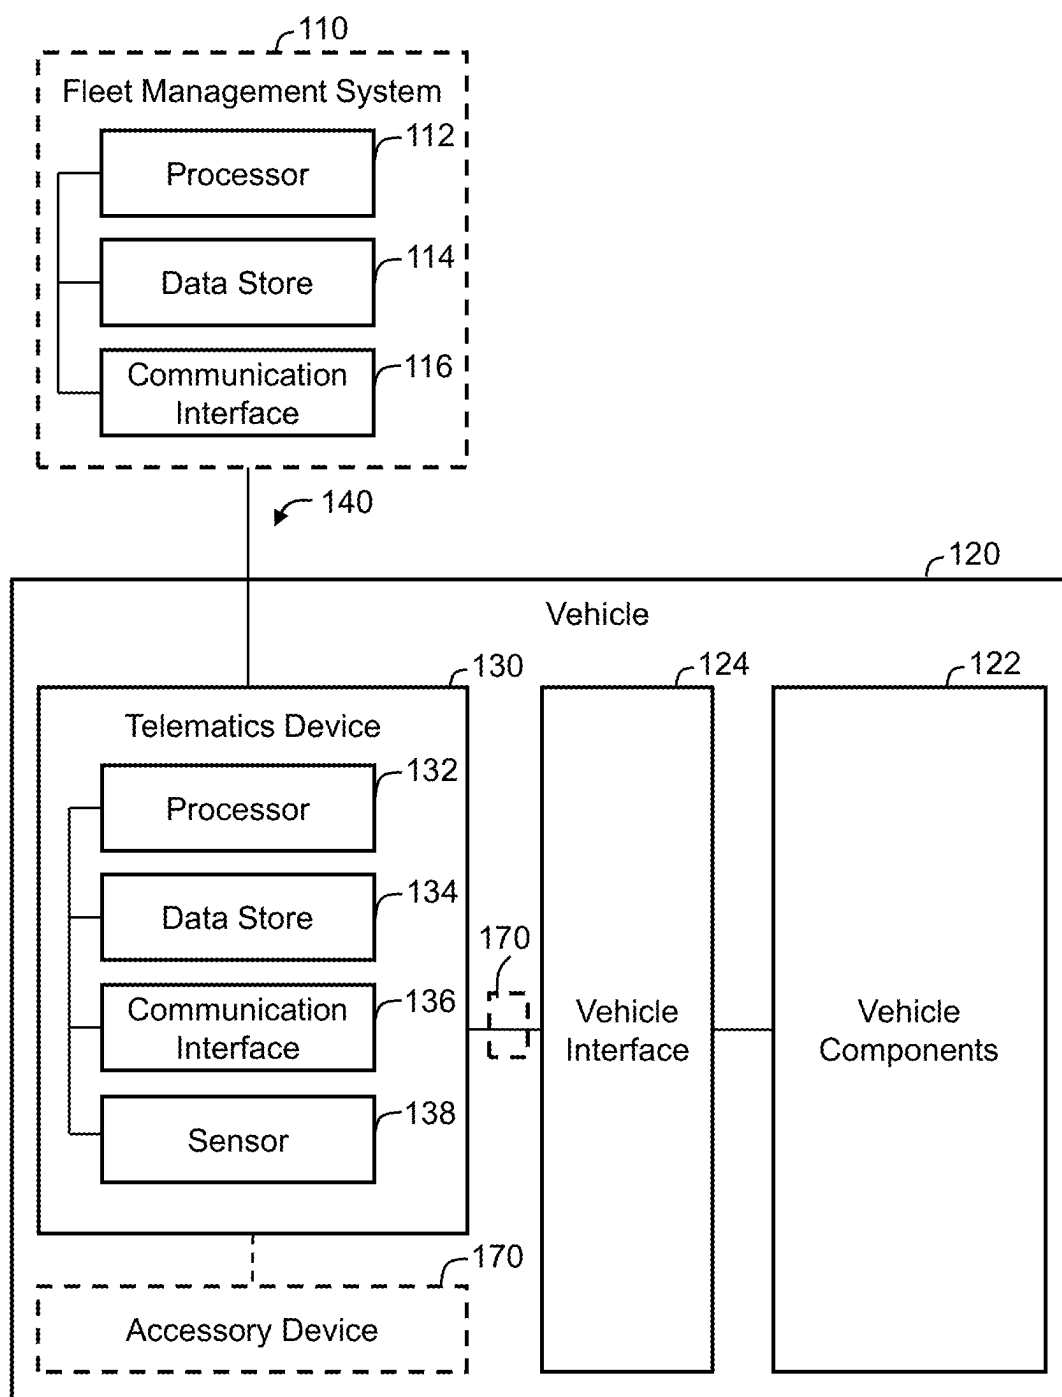 110
Fleet Management System
112
Processor
114
Data Store
116
Communication
Interface
140
120
Vehicle
130
124
122
Telematics Device
132
Processor
134
Data Store
170
136
Communication
Interface
Vehicle
Interface
Vehicle
Components
138
Sensor
170
Accessory Device